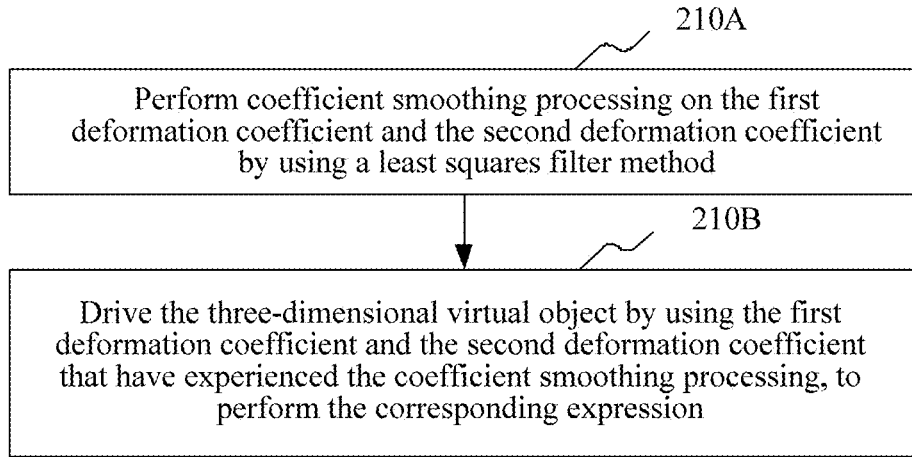 210A
Perform coefficient smoothing processing on the first
deformation coefficient and the second deformation coefficient
by using a least squares filter method
210B
Drive the three-dimensional virtual object by using the first
deformation coefficient and the second deformation coefficient
that have experienced the coefficient smoothing processing, to
perform the corresponding expression